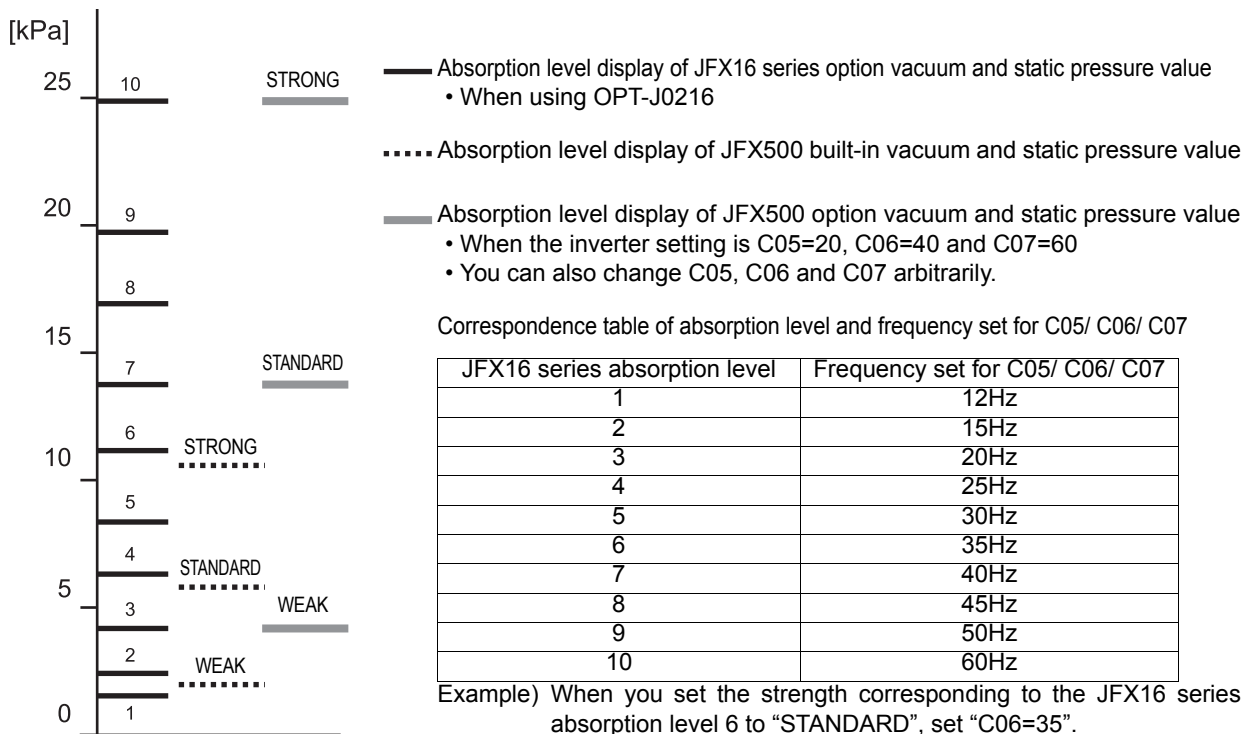 [kPa]
25
20
15
10
5
0
10
9
8
7
6
5
4
3
2
1
STRONG
STANDARD
WEAK
STRONG
STANDARD
WEAK
Absorption level display of JFX16 series option vacuum and static pressure value
• When using OPT-J0216
Absorption level display of JFX500 built-in vacuum and static pressure value
Absorption level display of JFX500 option vacuum and static pressure value
• When the inverter setting is C05=20, C06=40 and C07=60
• You can also change C05, C06 and C07 arbitrarily.
Correspondence table of absorption level and frequency set for C05/ C06/ C07
JFX16 series absorption level Frequency set for C05/ C06/ C07
1 12Hz
2 15Hz
3 20Hz
4 25Hz
5 30Hz
6 35Hz
7 40Hz
8 45Hz
9 50Hz
10 60Hz
Example) When you set the strength corresponding to the JFX16 series
absorption level 6 to “STANDARD”, set “C06=35”.